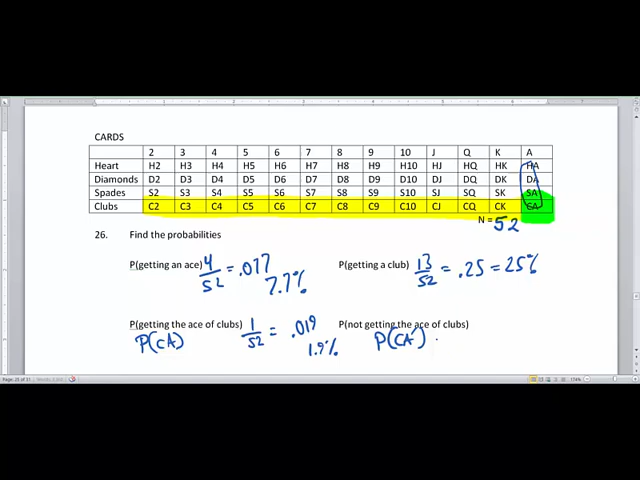 CARDS
2 3 4 5 6 7 8 9 10 J Q K A
Heart H2 H3 H4 H5 H6 H7 H8 H9 H10 HJ HQ HK HA
Diamonds D2 D3 D4 D5 D6 D7 D8 D9 D10 DJ DQ DK DA
Spades S2 S3 S4 S5 S6 S7 S8 S9 S10 SJ SQ SK SA
Clubs C2 C3 C4 C5 C6 C7 C8 C9 C10 CJ CQ CK CA
N = 52
26. Find the probabilities
P(getting an ace) 4/52 = .077 P(getting a club) 13/52 = .25 = 25%
7.7%
P(getting the ace of clubs) 1/52 = .019 P(not getting the ace of clubs)
P(CA) 1.9% P(CA')